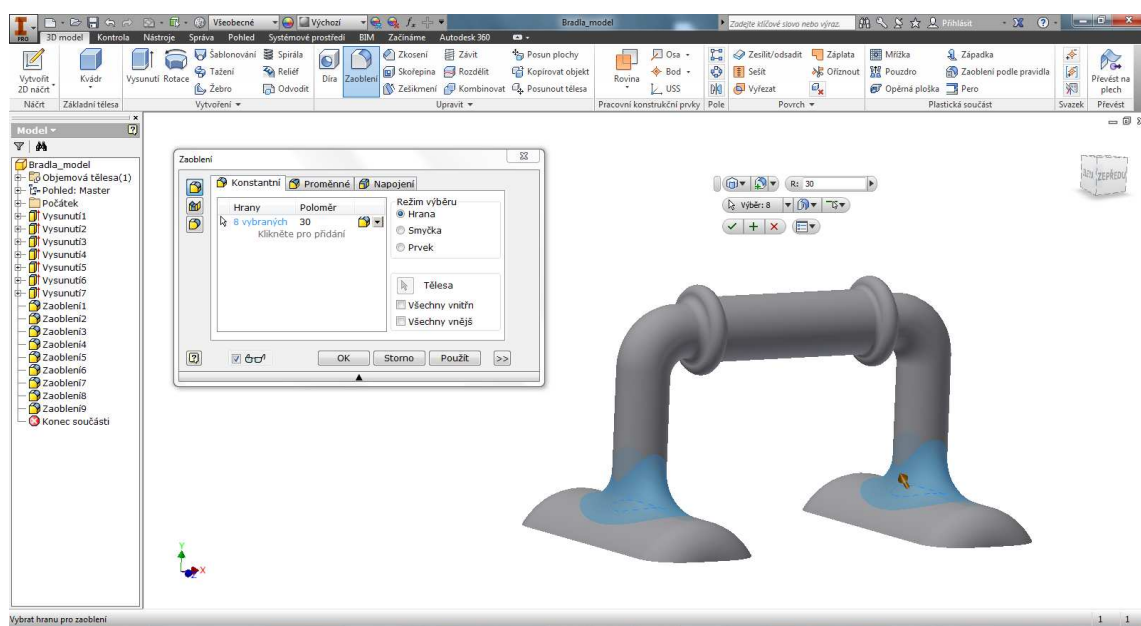 PRO
Všeobecné
Výchozí
Bradla_model
Zadejte klíčové slovo nebo výraz.
Přihlásit
3D model Kontrola Nástroje Správa Pohled Systémové prostředí BIM Začínáme Autodesk 360
Vytvořit 2D náčrt
Kvádr
Vysunutí Rotace
Šablonování Spirála
Tažení Reliéf
Žebro Odvodit
Díra Zaoblení
Zkosení Závit
Skořepina Rozdělit
Zešikmení Kombinovat
Posun plochy
Kopírovat objekt
Posunout tělesa
Rovina
Osa
Bod
USS
Zesílit/odsadit Záplata
Sešít Oříznout
Vyřezat
Mřížka Západka
Pouzdro Zaoblení podle pravidla
Opěrná ploška Pero
Převést na plech
Náčrt Základní tělesa Vytvoření Upravit Pracovní konstrukční prvky Pole Povrch Plastická součást Svazek Převést
Model
Bradla_model
Objemová tělesa(1)
Pohled: Master
Počátek
Vysunutí1
Vysunutí2
Vysunutí3
Vysunutí4
Vysunutí5
Vysunutí6
Vysunutí7
Zaoblení1
Zaoblení2
Zaoblení3
Zaoblení4
Zaoblení5
Zaoblení6
Zaoblení7
Zaoblení8
Zaoblení9
Konec součásti
Zaoblení
Konstantní Proměnné Napojení
Hrany Poloměr
8 vybraných 30
Klikněte pro přidání
Režim výběru
Hrana
Smyčka
Prvek
Tělesa
Všechny vnitřn
Všechny vnějš
OK Storno Použít >>
R: 30
Výběr: 8
ZEPŘEDU
Y
X
Z
Vybrat hranu pro zaoblení
1 1